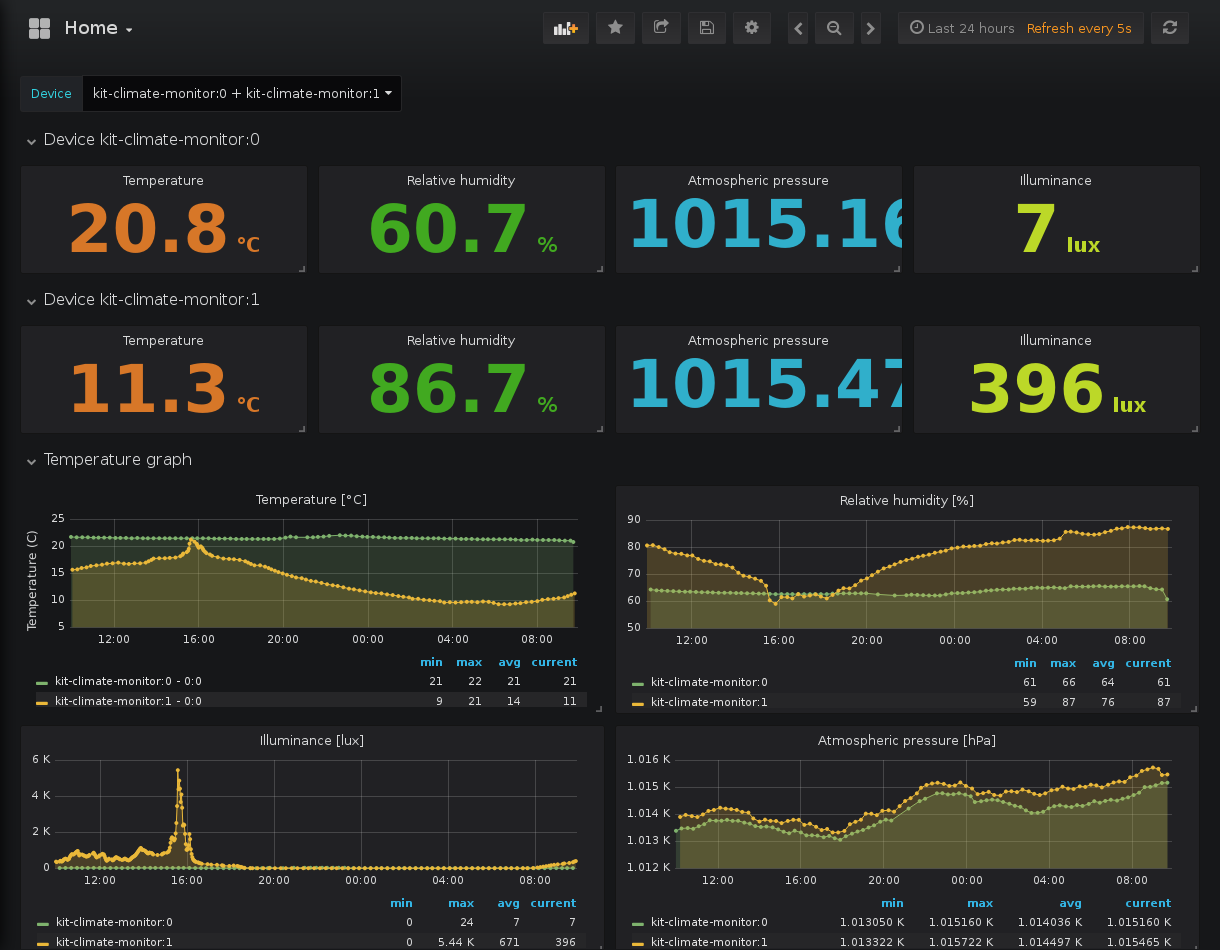 Home
Last 24 hours Refresh every 5s
Device kit-climate-monitor:0 + kit-climate-monitor:1
Device kit-climate-monitor:0
Temperature Relative humidity Atmospheric pressure Illuminance
20.8 °C 60.7 % 1015.16 7 lux
Device kit-climate-monitor:1
Temperature Relative humidity Atmospheric pressure Illuminance
11.3 °C 86.7 % 1015.47 396 lux
Temperature graph
Temperature [°C]
Temperature (C)
25
20
15
10
5
12:00 16:00 20:00 00:00 04:00 08:00
min max avg current
kit-climate-monitor:0 - 0:0 21 22 21 21
kit-climate-monitor:1 - 0:0 9 21 14 11
Relative humidity [%]
90
80
70
60
50
12:00 16:00 20:00 00:00 04:00 08:00
min max avg current
kit-climate-monitor:0 61 66 64 61
kit-climate-monitor:1 59 87 76 87
Illuminance [lux]
6 K
4 K
2 K
0
12:00 16:00 20:00 00:00 04:00 08:00
min max avg current
kit-climate-monitor:0 0 24 7 7
kit-climate-monitor:1 0 5.44 K 671 396
Atmospheric pressure [hPa]
1.016 K
1.015 K
1.014 K
1.013 K
1.012 K
12:00 16:00 20:00 00:00 04:00 08:00
min max avg current
kit-climate-monitor:0 1.013050 K 1.015160 K 1.014036 K 1.015160 K
kit-climate-monitor:1 1.013322 K 1.015722 K 1.014497 K 1.015465 K